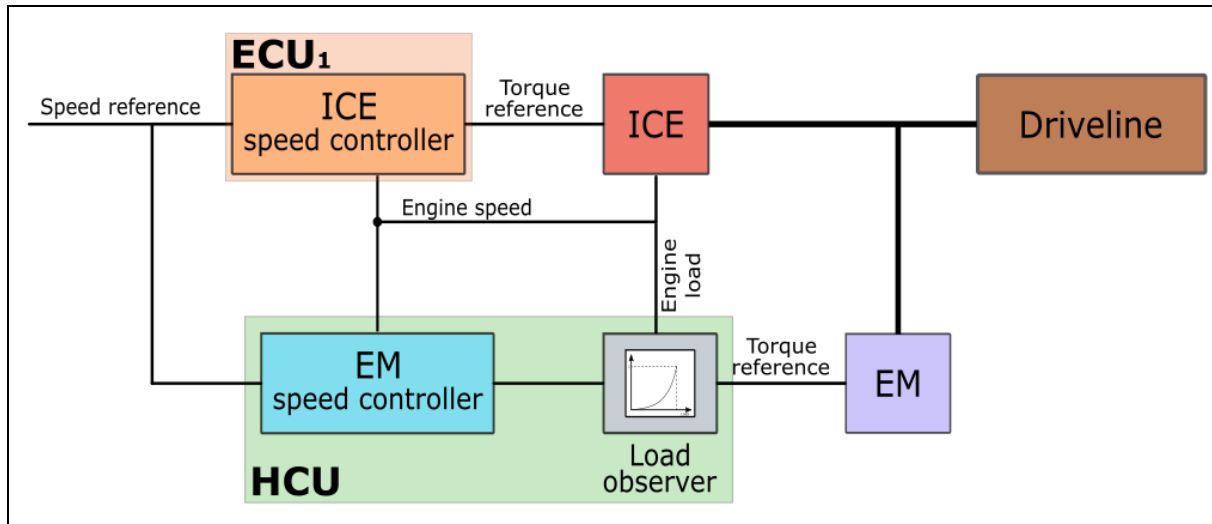 ECU₁
Speed reference
ICE
speed controller
Torque
reference
ICE
Driveline
Engine speed
Engine
load
EM
speed controller
Torque
reference
EM
Load
observer
HCU